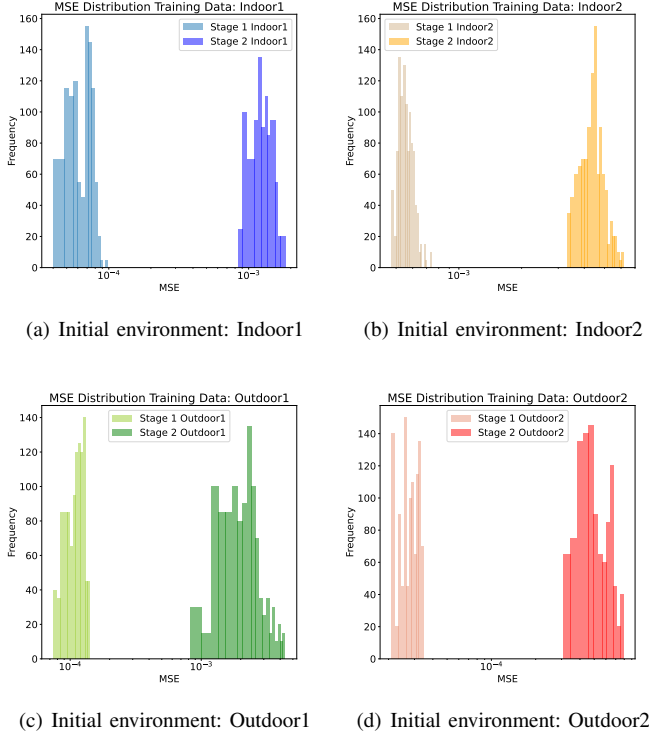 MSE Distribution Training Data: Indoor1
Stage 1 Indoor1
Stage 2 Indoor1
160
140
120
100
80
60
40
20
0
Frequency
10⁻⁴
10⁻³
MSE
(a) Initial environment: Indoor1
MSE Distribution Training Data: Indoor2
Stage 1 Indoor2
Stage 2 Indoor2
160
140
120
100
80
60
40
20
0
Frequency
10⁻³
MSE
(b) Initial environment: Indoor2
MSE Distribution Training Data: Outdoor1
Stage 1 Outdoor1
Stage 2 Outdoor1
140
120
100
80
60
40
20
0
Frequency
10⁻⁴
10⁻³
MSE
(c) Initial environment: Outdoor1
MSE Distribution Training Data: Outdoor2
Stage 1 Outdoor2
Stage 2 Outdoor2
140
120
100
80
60
40
20
0
Frequency
10⁻⁴
MSE
(d) Initial environment: Outdoor2